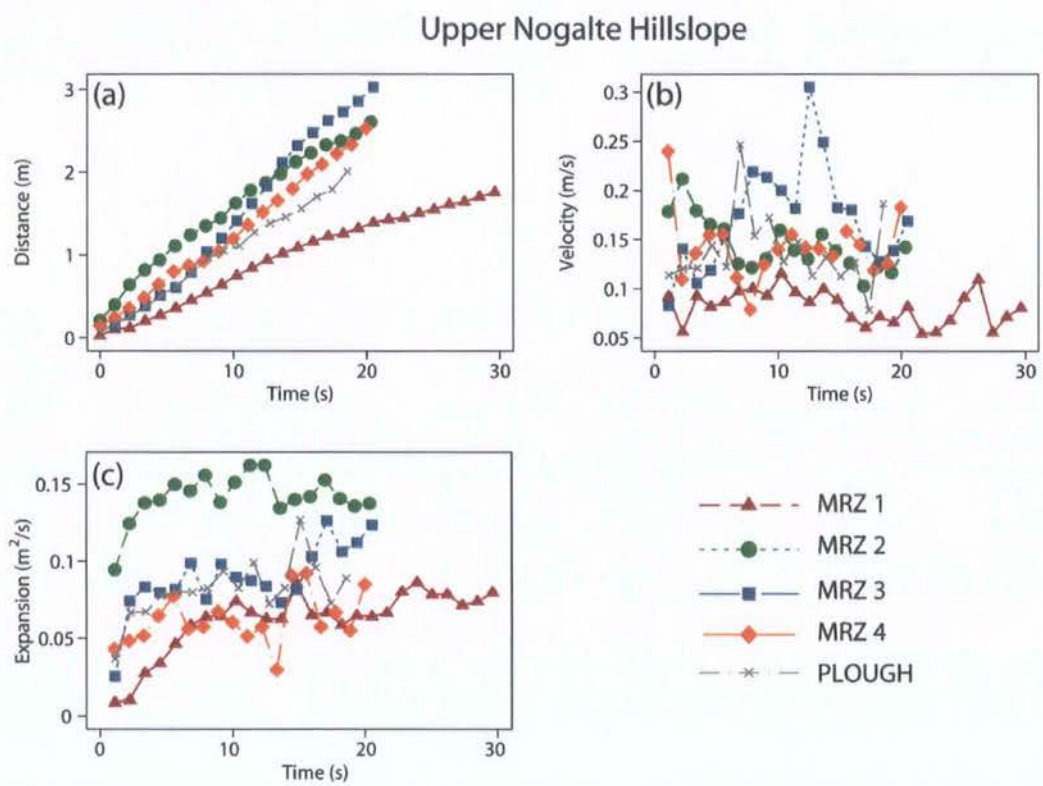 Upper Nogalte Hillslope
(a)
3
2
1
0
Distance (m)
0 10 20 30
Time (s)
(b)
0.3
0.25
0.2
0.15
0.1
0.05
Velocity (m/s)
0 10 20 30
Time (s)
(c)
0.15
0.1
0.05
0
Expansion (m²/s)
0 10 20 30
Time (s)
MRZ 1
MRZ 2
MRZ 3
MRZ 4
PLOUGH